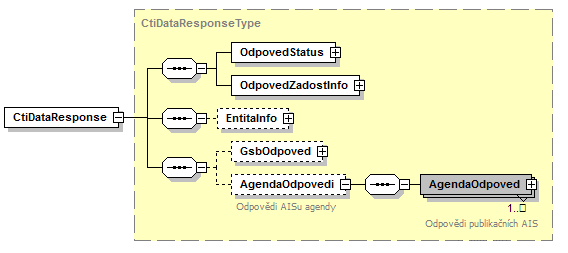 CtiDataResponseType
OdpovedStatus
OdpovedZadostInfo
CtiDataResponse
EntitaInfo
GsbOdpoved
AgendaOdpovedi
AgendaOdpoved
Odpovědi AISu agendy
1..
Odpovědi publikačních AIS